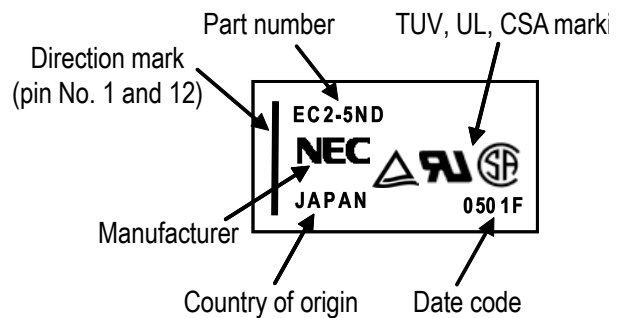 Part number
TUV, UL, CSA marki
Direction mark
(pin No. 1 and 12)
EC2-5ND
NEC
JAPAN
0501F
Manufacturer
Country of origin
Date code